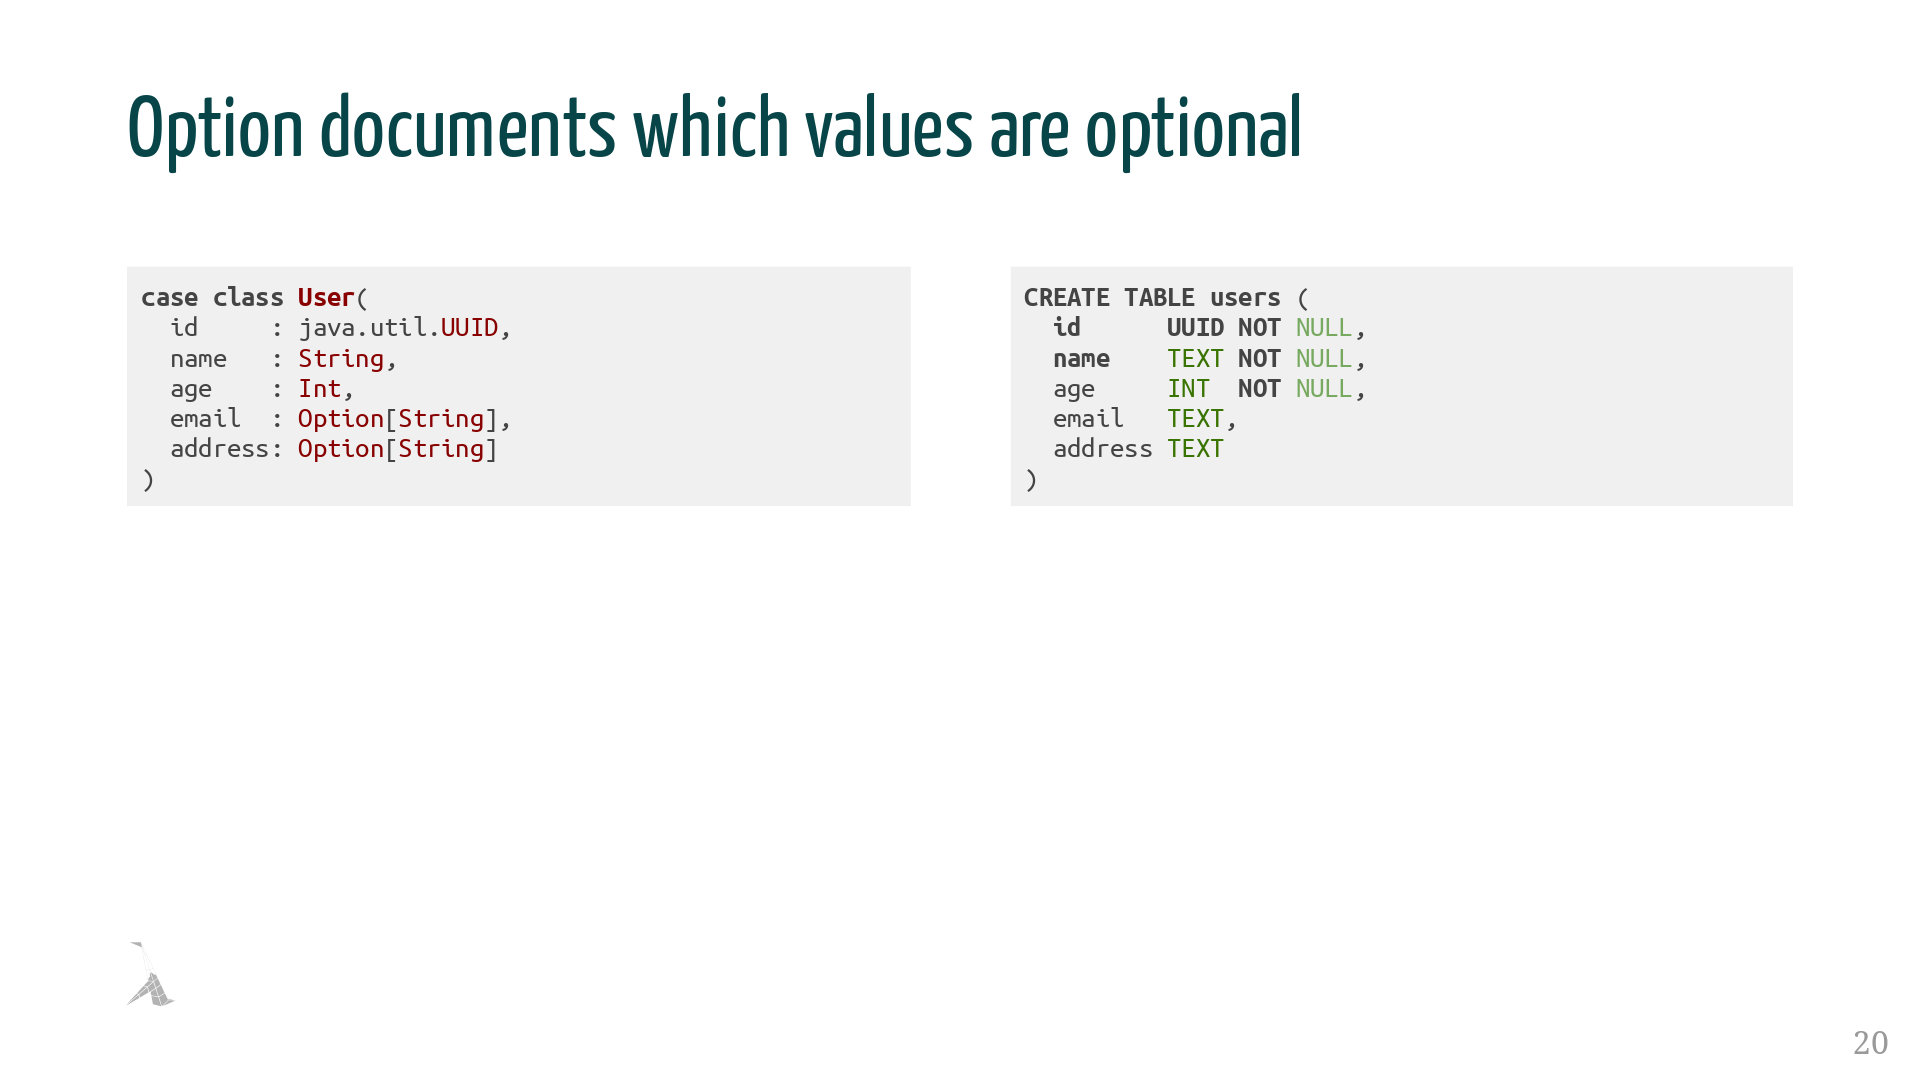 Option documents which values are optional
case class User(
  id     : java.util.UUID,
  name   : String,
  age    : Int,
  email  : Option[String],
  address: Option[String]
)
CREATE TABLE users (
  id      UUID NOT NULL,
  name    TEXT NOT NULL,
  age     INT  NOT NULL,
  email   TEXT,
  address TEXT
)
20